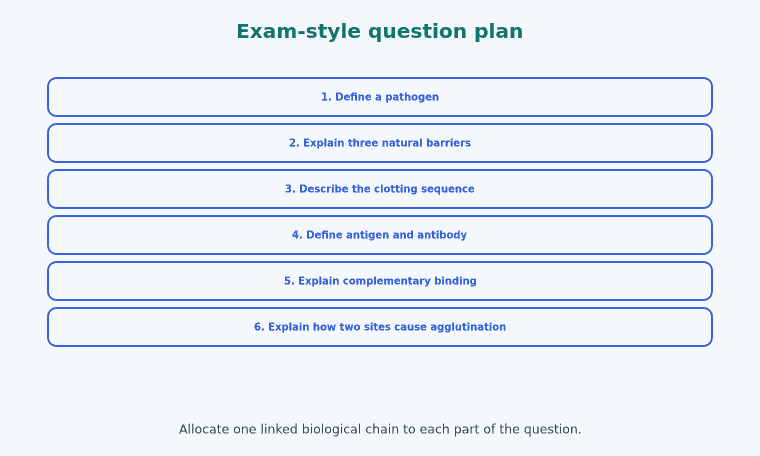 Exam-style question plan
1. Define a pathogen
2. Explain three natural barriers
3. Describe the clotting sequence
4. Define antigen and antibody
5. Explain complementary binding
6. Explain how two sites cause agglutination
Allocate one linked biological chain to each part of the question.